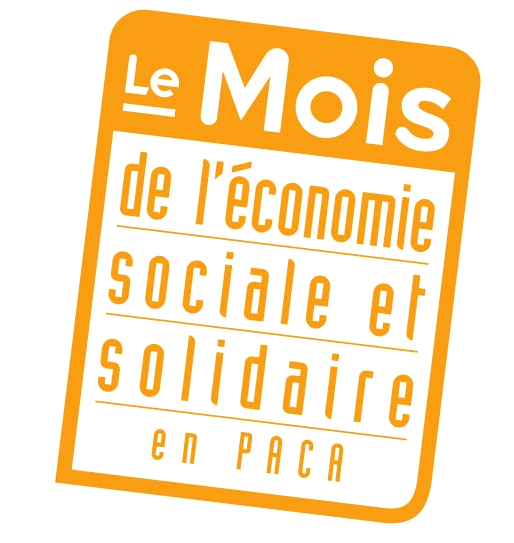 Le Mois
de l'économie
sociale et
solidaire
en PACA